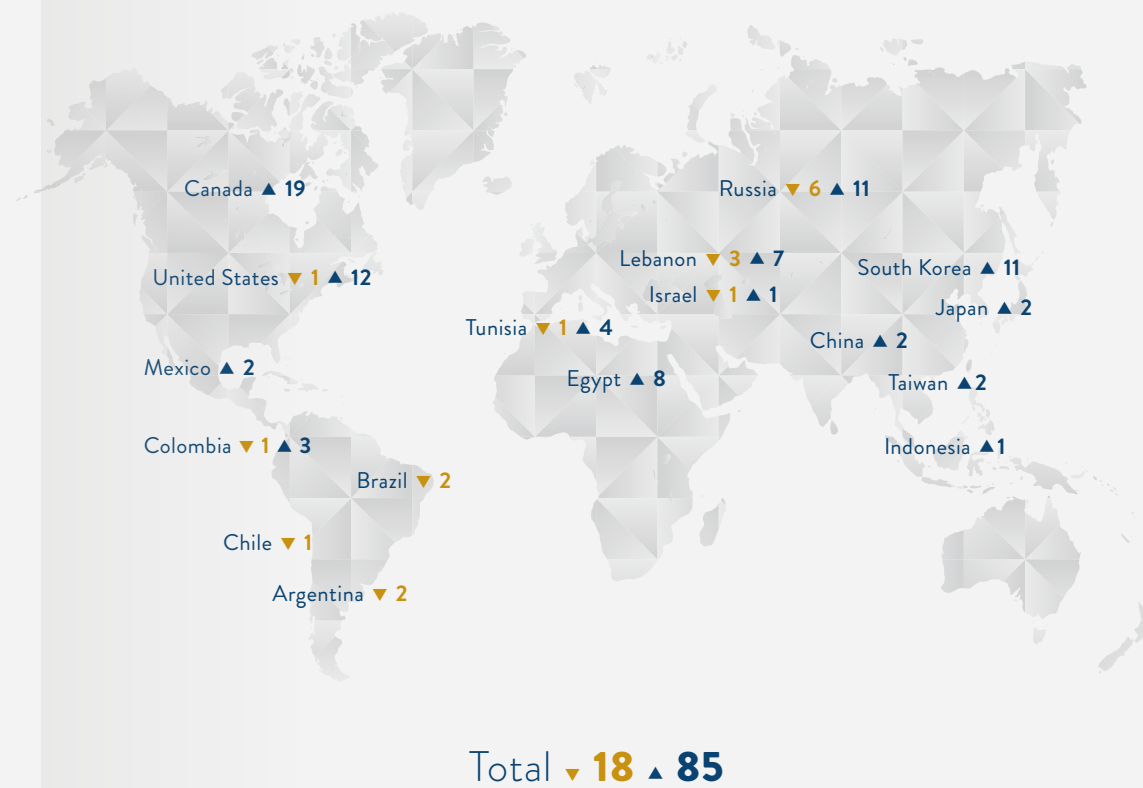 Canada ▲ 19
Russia ▼ 6 ▲ 11
Lebanon ▼ 3 ▲ 7
South Korea ▲ 11
United States ▼ 1 ▲ 12
Israel ▼ 1 ▲ 1
Japan ▲ 2
Tunisia ▼ 1 ▲ 4
China ▲ 2
Mexico ▲ 2
Egypt ▲ 8
Taiwan ▲ 2
Colombia ▼ 1 ▲ 3
Indonesia ▲ 1
Brazil ▼ 2
Chile ▼ 1
Argentina ▼ 2
Total ▼ 18 ▲ 85